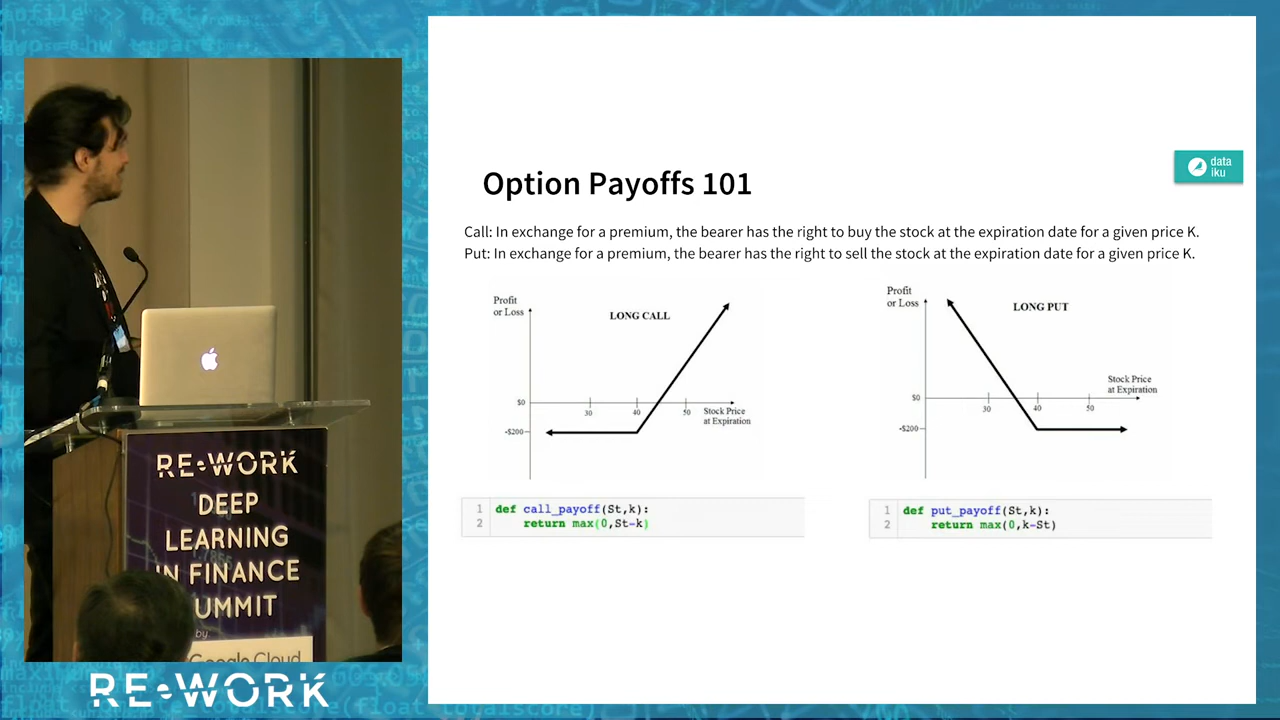 Option Payoffs 101
data
iku
Call: In exchange for a premium, the bearer has the right to buy the stock at the expiration date for a given price K.
Put: In exchange for a premium, the bearer has the right to sell the stock at the expiration date for a given price K.
Profit
or Loss
LONG CALL
$0
30
40
50
Stock Price
at Expiration
-$200
Profit
or Loss
LONG PUT
Stock Price
at Expiration
$0
30
40
50
-$200
1 def call_payoff(St,k):
2 return max(0,St-k)
1 def put_payoff(St,k):
2 return max(0,k-St)
RE•WORK
DEEP
LEARNING
IN FINANCE
UMMIT
by
Google Cloud
RE•WORK